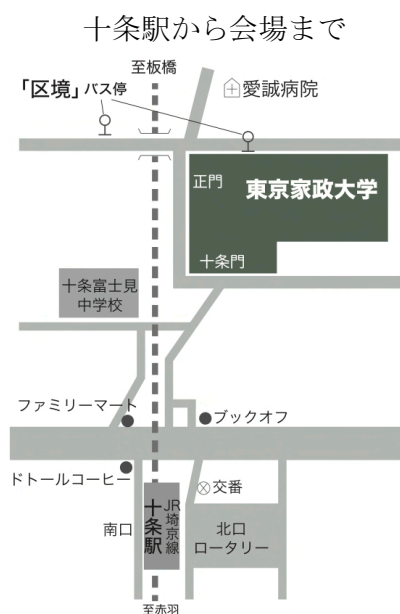 十条駅から会場まで
至板橋
「区境」バス停
愛誠病院
正門
東京家政大学
十条門
十条富士見
中学校
ファミリーマート
ブックオフ
ドトールコーヒー
交番
南口
十条駅
JR埼京線
北口
ロータリー
至赤羽